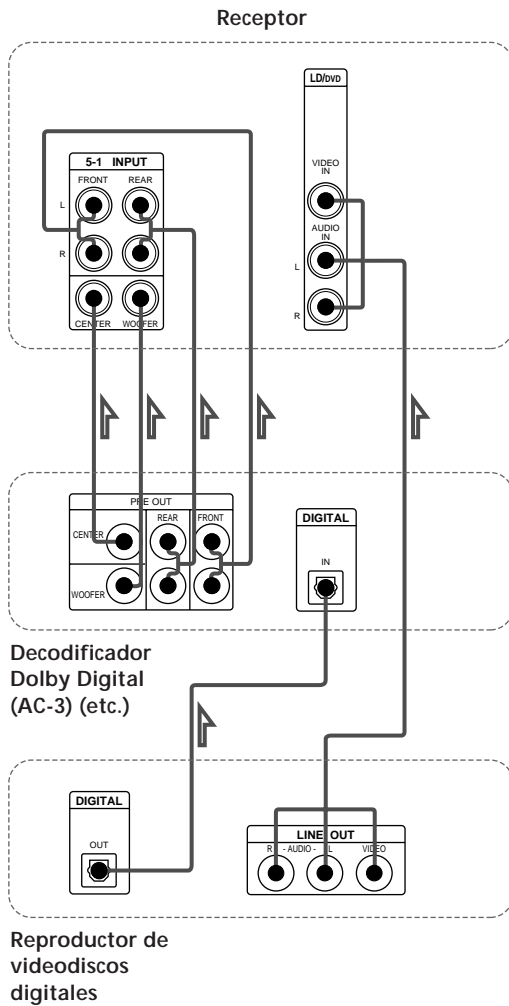 Receptor
LD/DVD
5-1 INPUT
FRONT REAR
L
R
CENTER WOOFER
VIDEO
IN
AUDIO
IN
L
R
PRE OUT
CENTER REAR FRONT
WOOFER
DIGITAL
IN
Decodificador
Dolby Digital
(AC-3) (etc.)
DIGITAL
OUT
LINE OUT
R - AUDIO - L VIDEO
Reproductor de
videodiscos
digitales